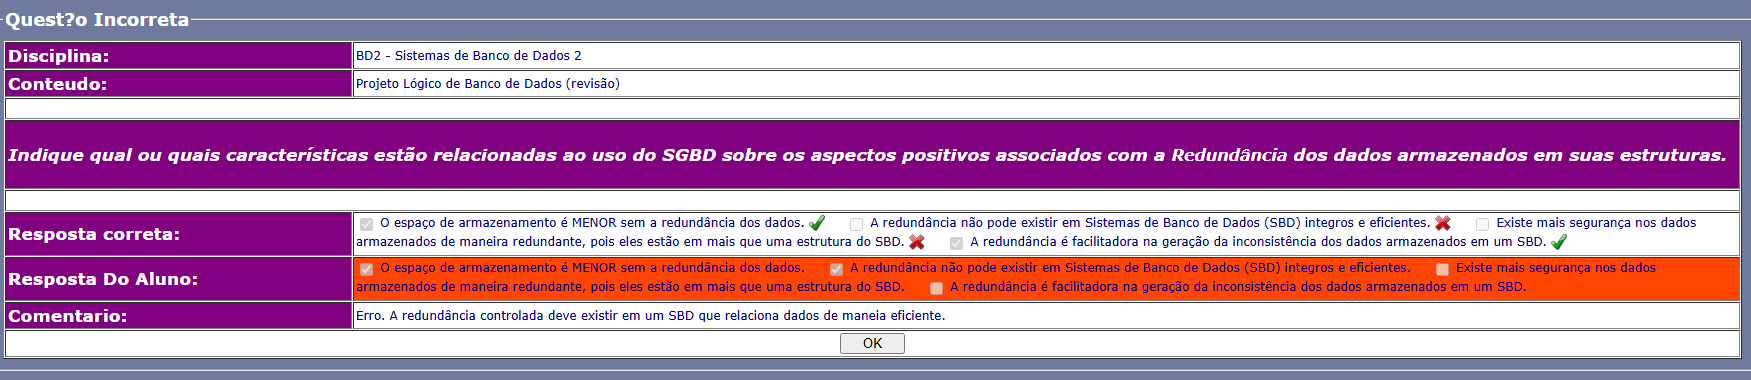 Quest?o Incorreta
Disciplina: BD2 - Sistemas de Banco de Dados 2
Conteudo: Projeto Lógico de Banco de Dados (revisão)
Indique qual ou quais características estão relacionadas ao uso do SGBD sobre os aspectos positivos associados com a Redundância dos dados armazenados em suas estruturas.
Resposta correta: O espaço de armazenamento é MENOR sem a redundância dos dados. A redundância não pode existir em Sistemas de Banco de Dados (SBD) integros e eficientes. Existe mais segurança nos dados
armazenados de maneira redundante, pois eles estão em mais que uma estrutura do SBD. A redundância é facilitadora na geração da inconsistência dos dados armazenados em um SBD.
Resposta Do Aluno: O espaço de armazenamento é MENOR sem a redundância dos dados. A redundância não pode existir em Sistemas de Banco de Dados (SBD) integros e eficientes. Existe mais segurança nos dados
armazenados de maneira redundante, pois eles estão em mais que uma estrutura do SBD. A redundância é facilitadora na geração da inconsistência dos dados armazenados em um SBD.
Comentario: Erro. A redundância controlada deve existir em um SBD que relaciona dados de maneia eficiente.
OK